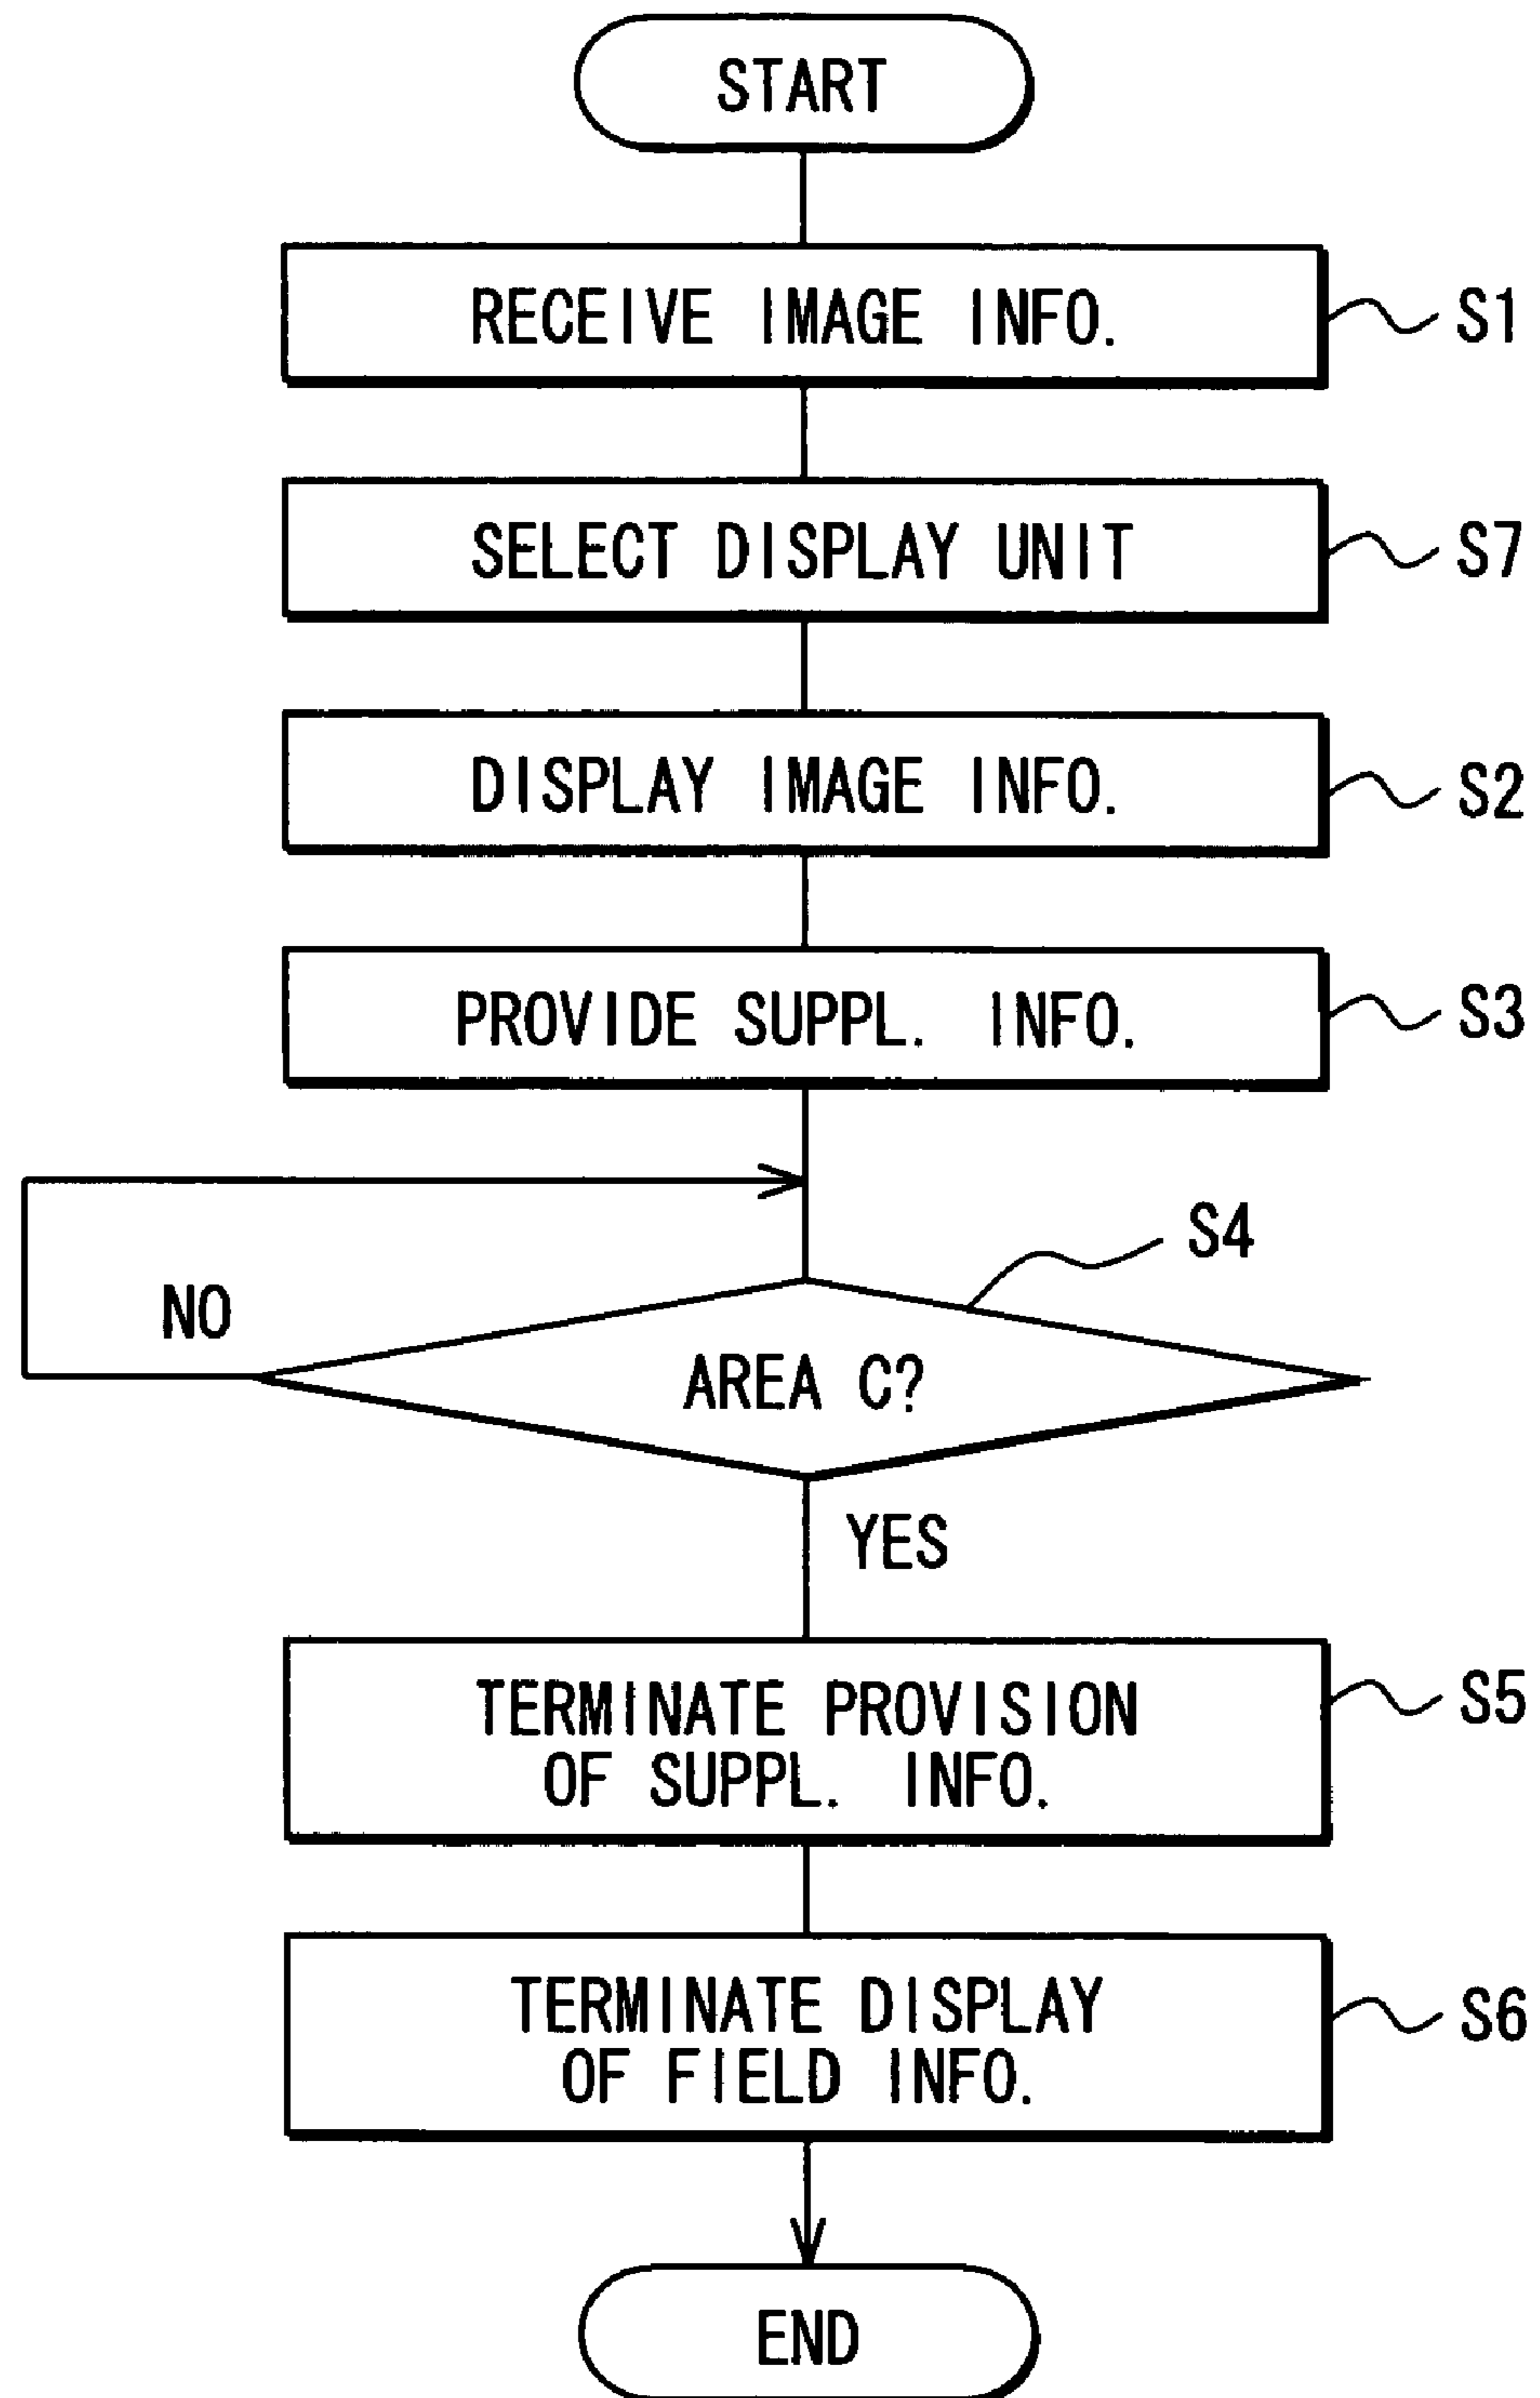 START
RECEIVE IMAGE INFO.
S1
SELECT DISPLAY UNIT
S7
DISPLAY IMAGE INFO.
S2
PROVIDE SUPPL. INFO.
S3
S4
NO
AREA C?
YES
TERMINATE PROVISION
OF SUPPL. INFO.
S5
TERMINATE DISPLAY
OF FIELD INFO.
S6
END